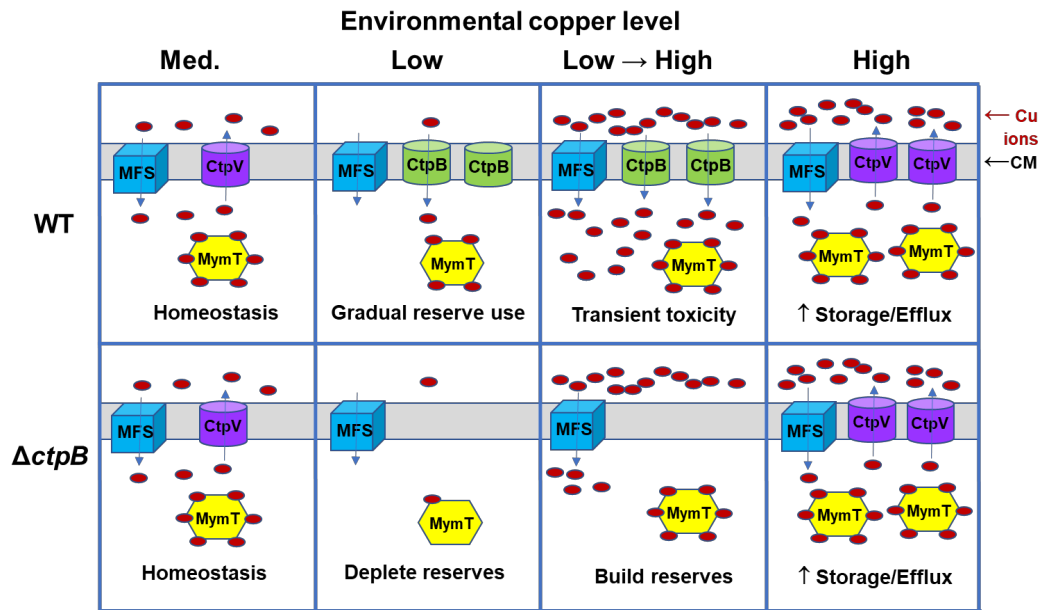 Environmental copper level
Med. Low Low → High High
← Cu
ions
← CM
WT
MFS CtpV MFS CtpB CtpB MFS CtpB CtpB MFS CtpV CtpV
MymT MymT MymT MymT MymT
Homeostasis Gradual reserve use Transient toxicity ↑ Storage/Efflux
ΔctpB
MFS CtpV MFS MFS MFS CtpV CtpV
MymT MymT MymT MymT MymT
Homeostasis Deplete reserves Build reserves ↑ Storage/Efflux